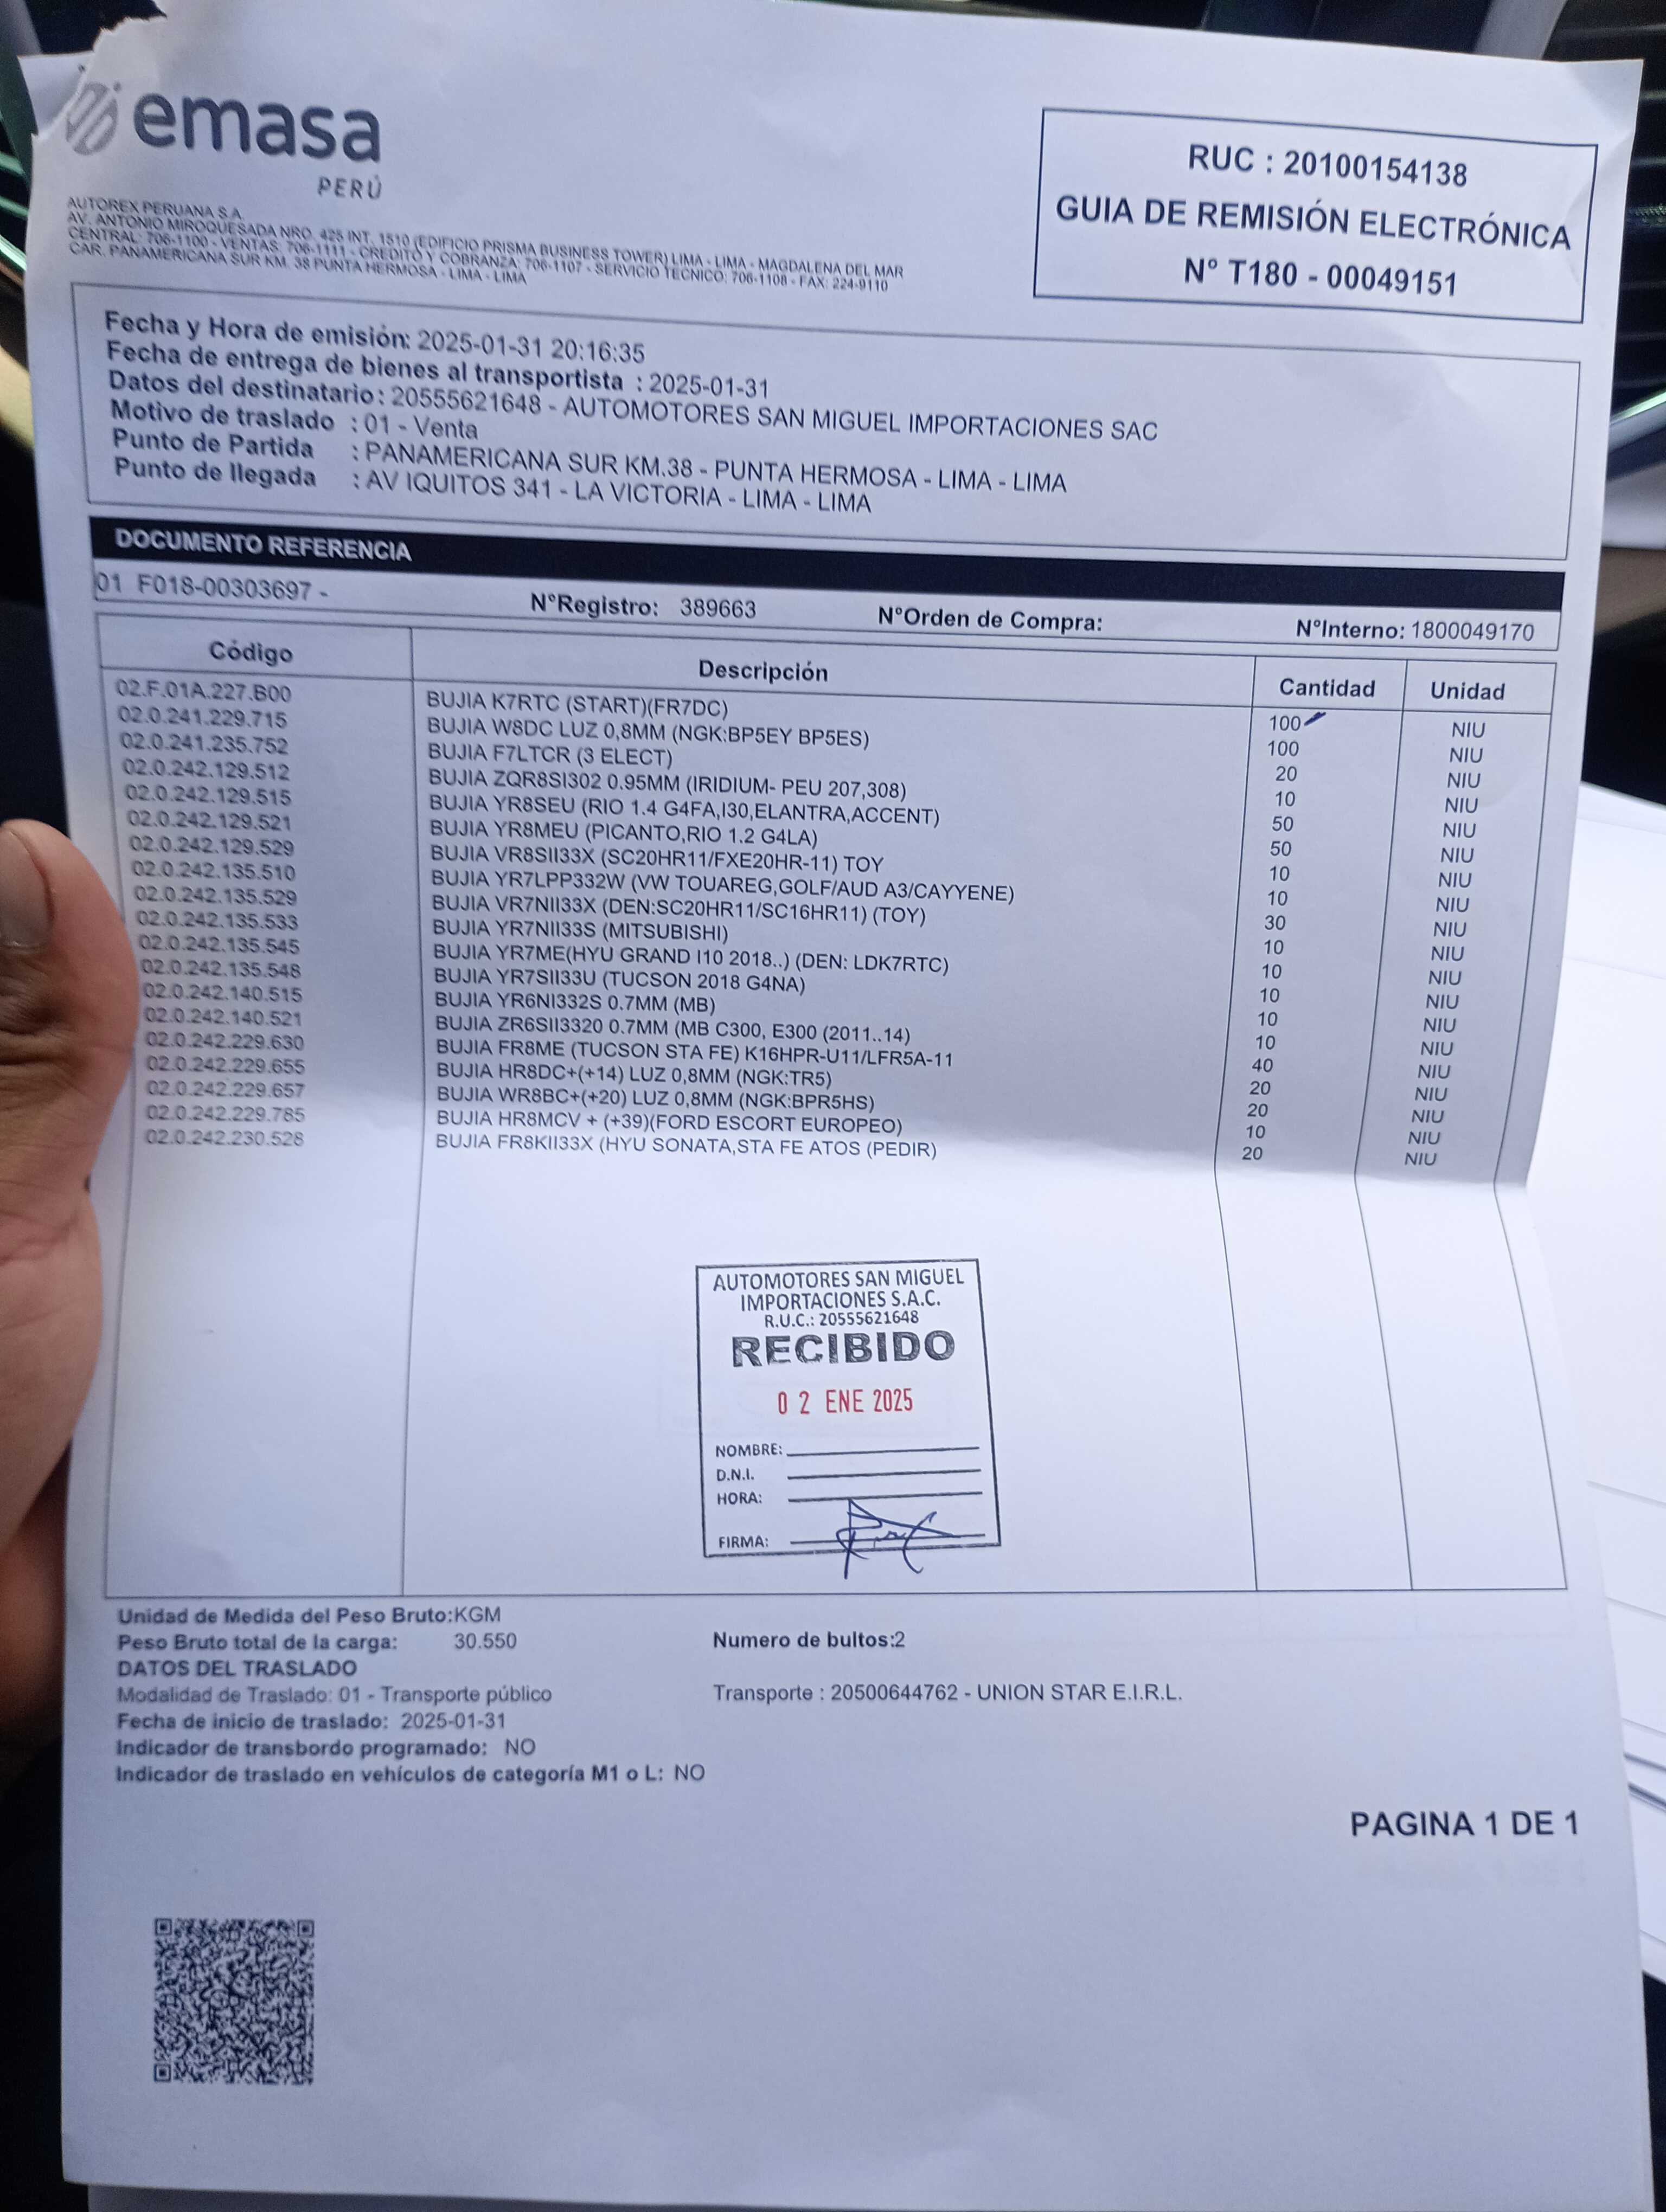 emasa
PERÚ
AUTOREX PERUANA S.A.
AV. ANTONIO MIROQUESADA NRO. 425 INT. 1510 (EDIFICIO PRISMA BUSINESS TOWER) LIMA - LIMA - MAGDALENA DEL MAR
CENTRAL: 706-1100 - VENTAS: 706-1111 - CREDITO Y COBRANZA: 706-1107 - SERVICIO TECNICO: 706-1108 - FAX: 224-9110
CAR. PANAMERICANA SUR KM. 38 PUNTA HERMOSA - LIMA - LIMA
RUC : 20100154138
GUIA DE REMISIÓN ELECTRÓNICA
N° T180 - 00049151
Fecha y Hora de emisión: 2025-01-31 20:16:35
Fecha de entrega de bienes al transportista : 2025-01-31
Datos del destinatario : 20555621648 - AUTOMOTORES SAN MIGUEL IMPORTACIONES SAC
Motivo de traslado : 01 - Venta
Punto de Partida : PANAMERICANA SUR KM.38 - PUNTA HERMOSA - LIMA - LIMA
Punto de llegada : AV IQUITOS 341 - LA VICTORIA - LIMA - LIMA
DOCUMENTO REFERENCIA
01 F018-00303697 - N°Registro: 389663 N°Orden de Compra: N°Interno: 1800049170
Código Descripción Cantidad Unidad
02.F.01A.227.B00 BUJIA K7RTC (START)(FR7DC) 100 NIU
02.0.241.229.715 BUJIA W8DC LUZ 0,8MM (NGK:BP5EY BP5ES) 100 NIU
02.0.241.235.752 BUJIA F7LTCR (3 ELECT) 20 NIU
02.0.242.129.512 BUJIA ZQR8SI302 0.95MM (IRIDIUM- PEU 207,308) 10 NIU
02.0.242.129.515 BUJIA YR8SEU (RIO 1.4 G4FA,I30,ELANTRA,ACCENT) 50 NIU
02.0.242.129.521 BUJIA YR8MEU (PICANTO,RIO 1.2 G4LA) 50 NIU
02.0.242.129.529 BUJIA VR8SII33X (SC20HR11/FXE20HR-11) TOY 10 NIU
02.0.242.135.510 BUJIA YR7LPP332W (VW TOUAREG,GOLF/AUD A3/CAYYENE) 10 NIU
02.0.242.135.529 BUJIA VR7NII33X (DEN:SC20HR11/SC16HR11) (TOY) 30 NIU
02.0.242.135.533 BUJIA YR7NII33S (MITSUBISHI) 10 NIU
02.0.242.135.545 BUJIA YR7ME(HYU GRAND I10 2018..) (DEN: LDK7RTC) 10 NIU
02.0.242.135.548 BUJIA YR7SII33U (TUCSON 2018 G4NA) 10 NIU
02.0.242.140.515 BUJIA YR6NI332S 0.7MM (MB) 10 NIU
02.0.242.140.521 BUJIA ZR6SII3320 0.7MM (MB C300, E300 (2011..14) 10 NIU
02.0.242.229.630 BUJIA FR8ME (TUCSON STA FE) K16HPR-U11/LFR5A-11 40 NIU
02.0.242.229.655 BUJIA HR8DC+(+14) LUZ 0,8MM (NGK:TR5) 20 NIU
02.0.242.229.657 BUJIA WR8BC+(+20) LUZ 0,8MM (NGK:BPR5HS) 20 NIU
02.0.242.229.785 BUJIA HR8MCV + (+39)(FORD ESCORT EUROPEO) 10 NIU
02.0.242.230.528 BUJIA FR8KII33X (HYU SONATA,STA FE ATOS (PEDIR) 20 NIU
AUTOMOTORES SAN MIGUEL
IMPORTACIONES S.A.C.
R.U.C.: 20555621648
RECIBIDO
02 ENE 2025
NOMBRE:
D.N.I.
HORA:
FIRMA:
Unidad de Medida del Peso Bruto:KGM
Peso Bruto total de la carga: 30.550 Numero de bultos:2
DATOS DEL TRASLADO
Modalidad de Traslado: 01 - Transporte público Transporte : 20500644762 - UNION STAR E.I.R.L.
Fecha de inicio de traslado: 2025-01-31
Indicador de transbordo programado: NO
Indicador de traslado en vehículos de categoría M1 o L: NO
PAGINA 1 DE 1